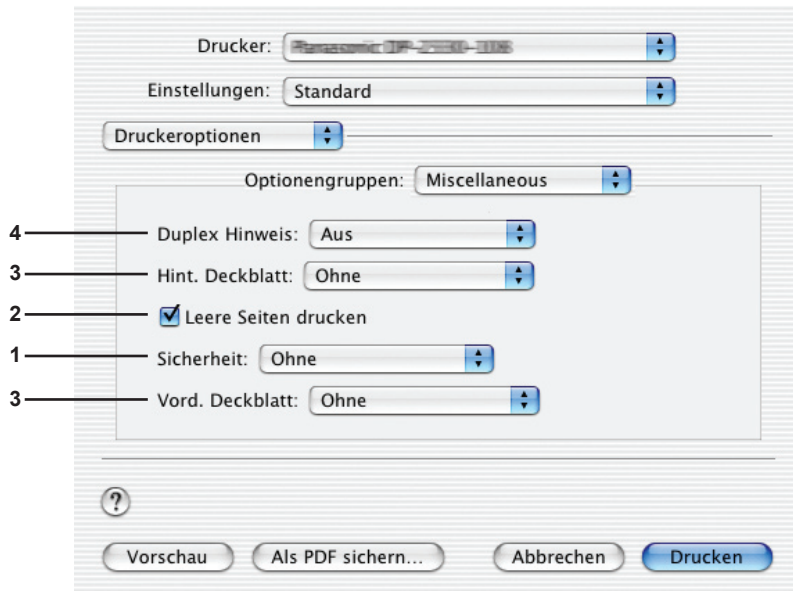 Drucker:
Einstellungen: Standard
Druckeroptionen
Optionengruppen: Miscellaneous
4 Duplex Hinweis: Aus
3 Hint. Deckblatt: Ohne
2 Leere Seiten drucken
1 Sicherheit: Ohne
3 Vord. Deckblatt: Ohne
?
Vorschau Als PDF sichern... Abbrechen Drucken